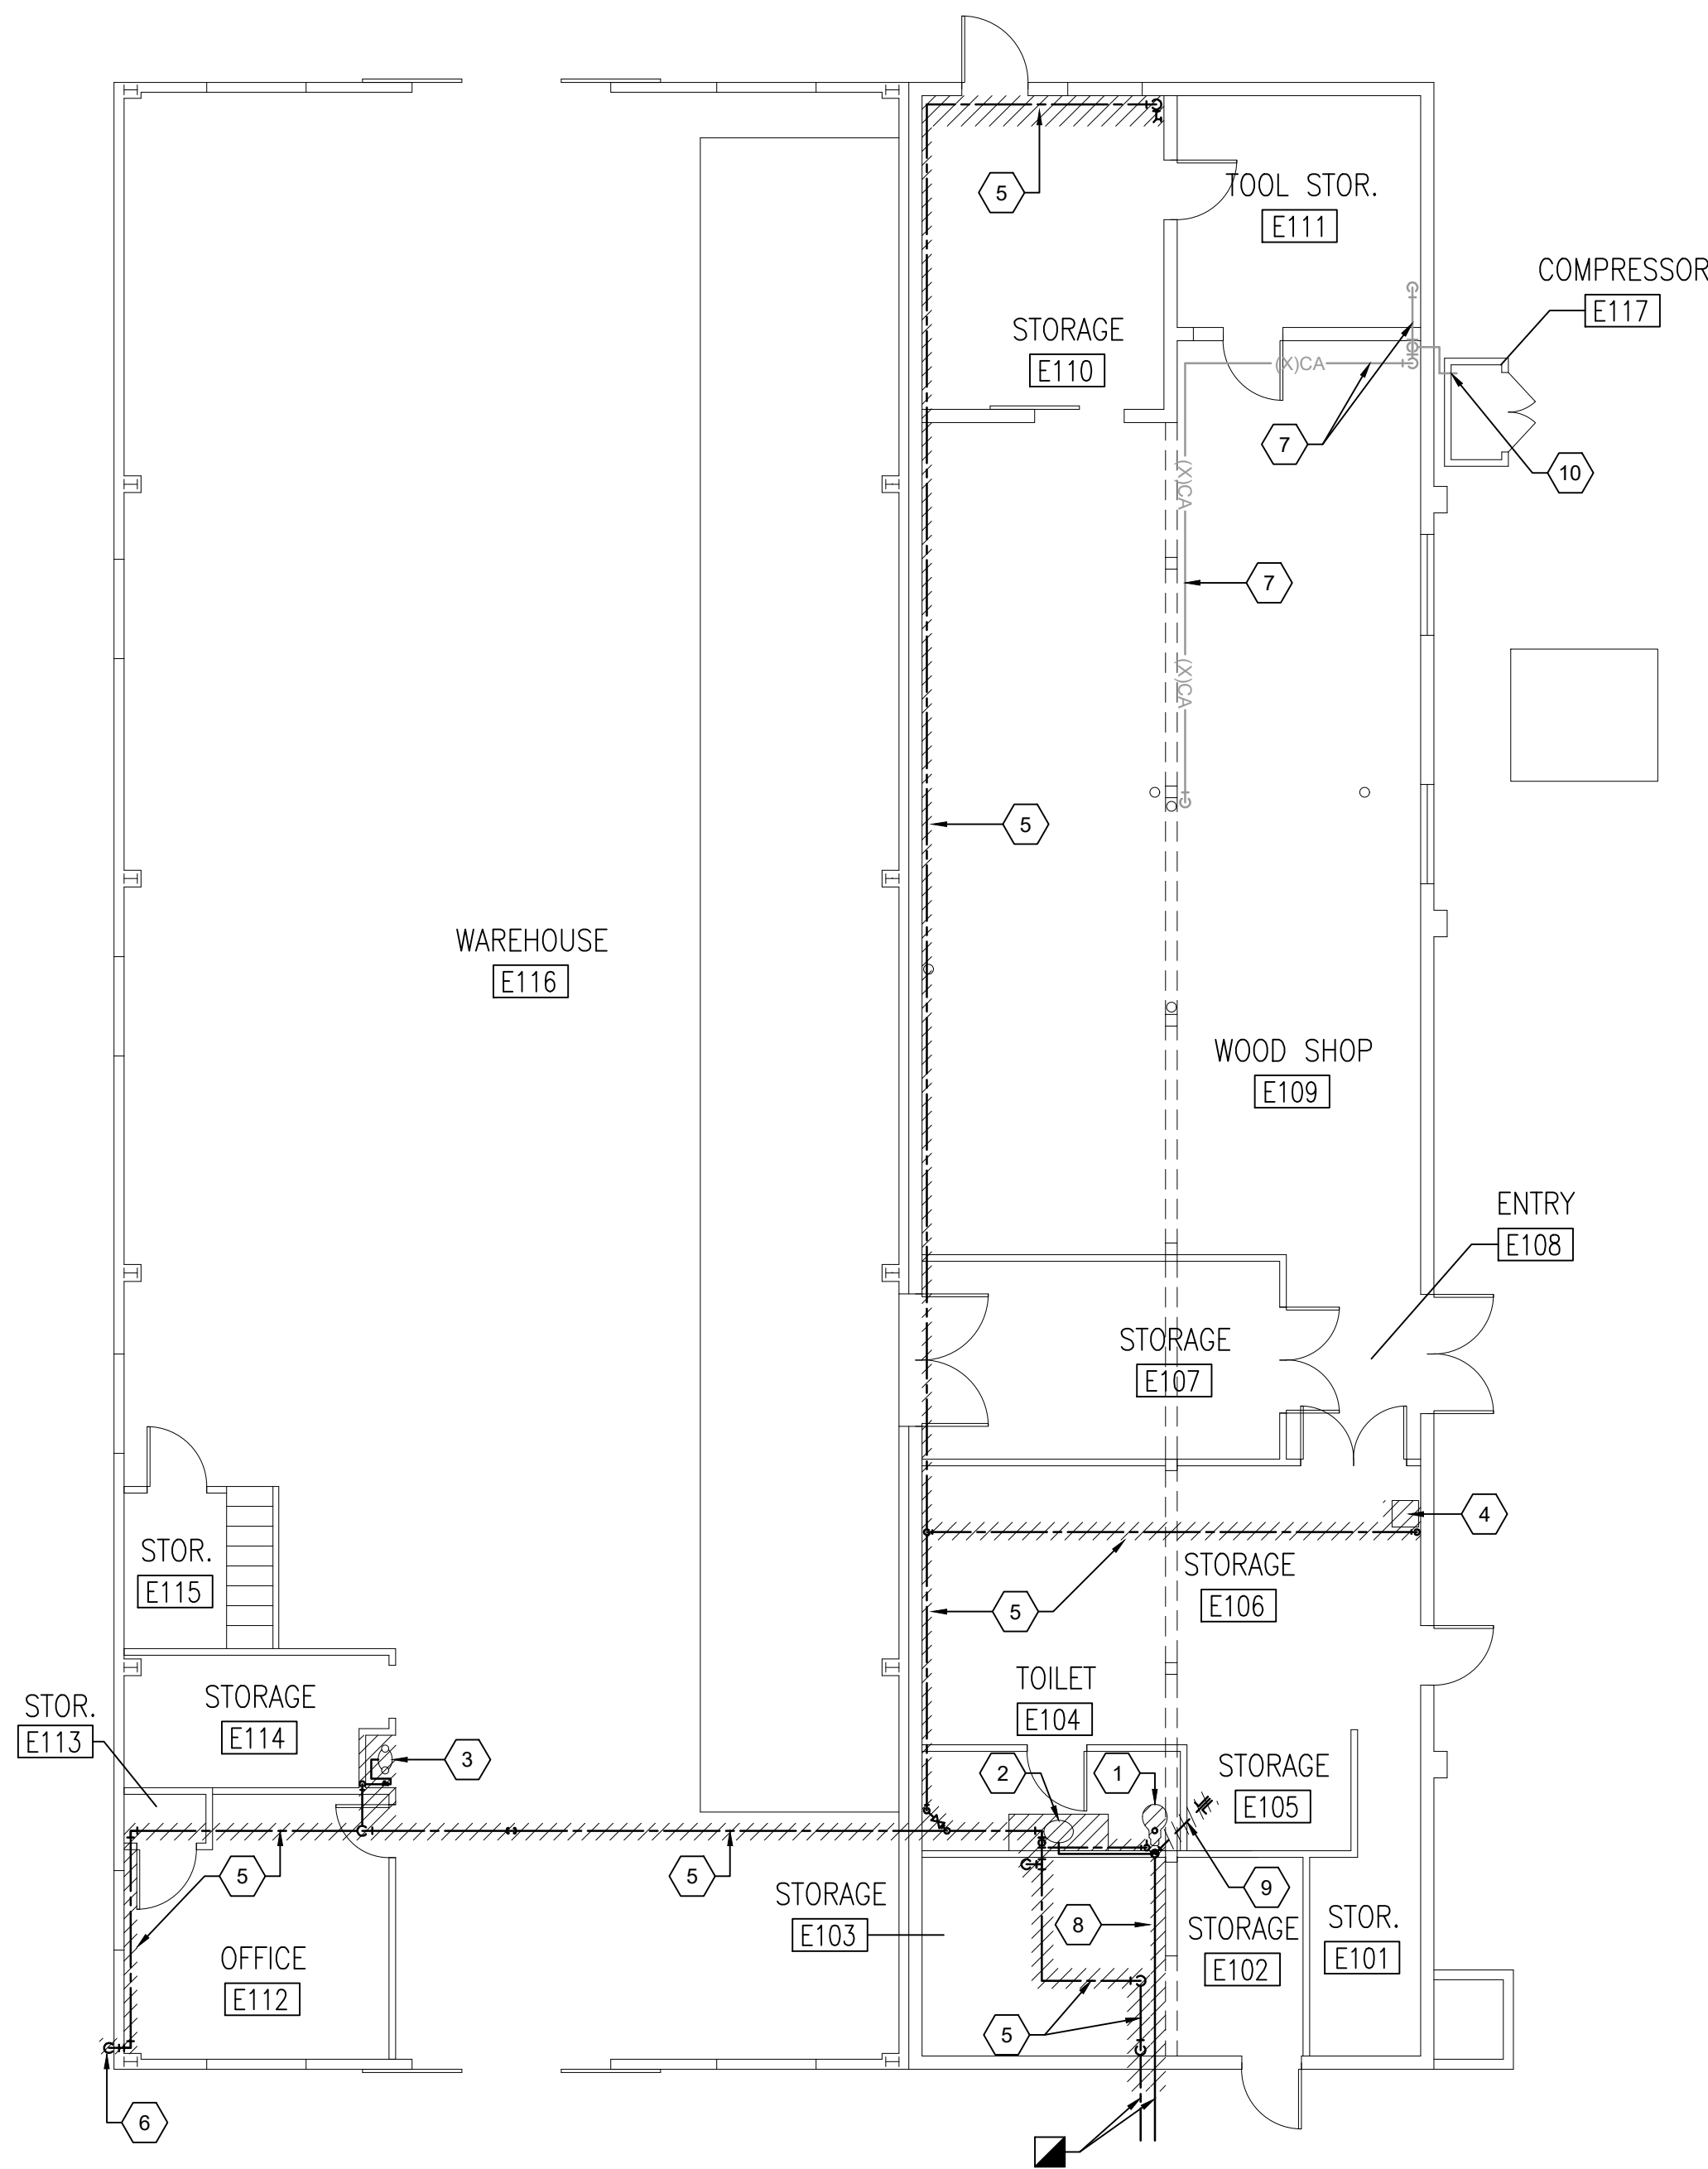 5
TOOL STOR.
E111
COMPRESSOR
E117
STORAGE
E110
(X)CA
7
10
(X)CA
7
(X)CA
5
WAREHOUSE
E116
WOOD SHOP
E109
ENTRY
E108
STORAGE
E107
4
STOR.
E115
STORAGE
E106
5
TOILET
E104
STORAGE
E114
STOR.
E113
3
2
1
STORAGE
E105
5
5
9
STORAGE
E103
8
STORAGE
E102
STOR.
E101
OFFICE
E112
5
6